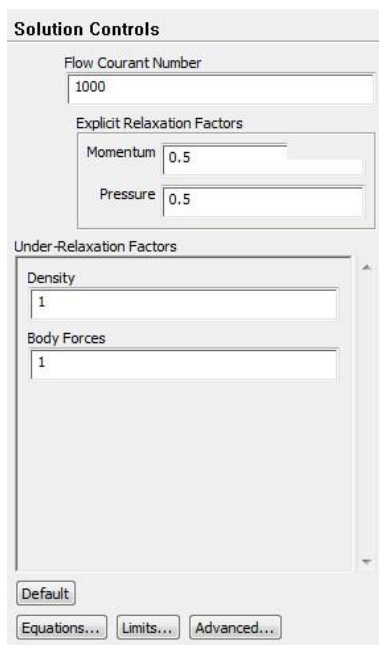 Solution Controls
Flow Courant Number
1000
Explicit Relaxation Factors
Momentum 0.5
Pressure 0.5
Under-Relaxation Factors
Density
1
Body Forces
1
Default
Equations... Limits... Advanced...